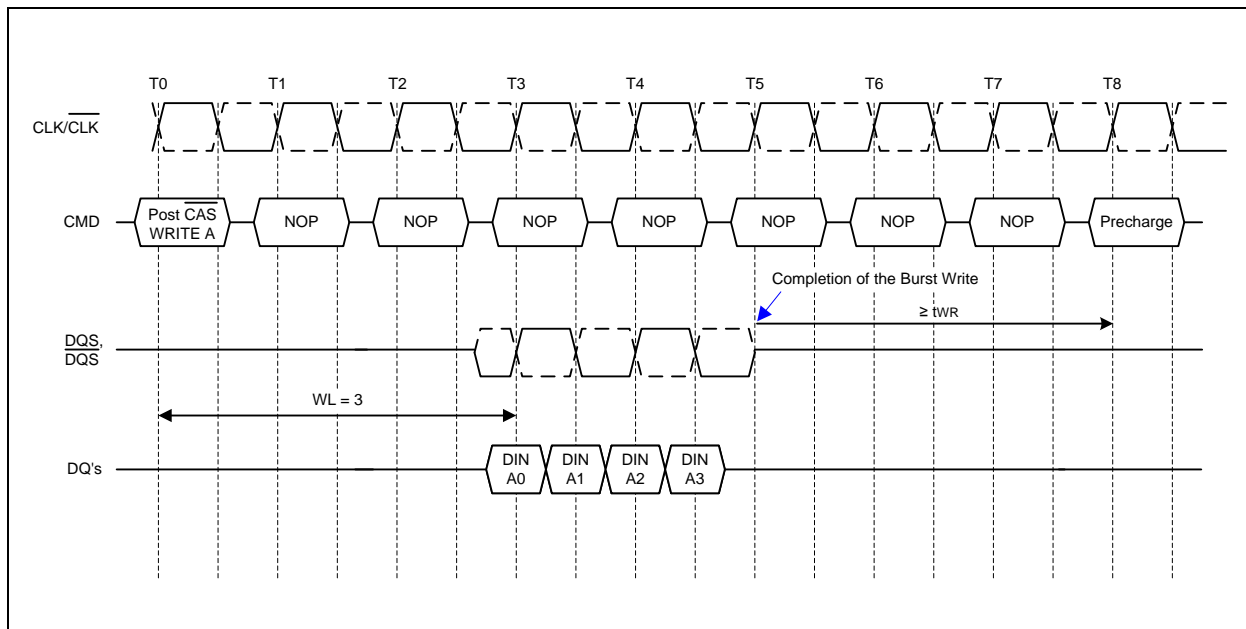 T0 T1 T2 T3 T4 T5 T6 T7 T8
CLK/CLK
CMD
Post CAS
WRITE A
NOP NOP NOP NOP NOP NOP NOP Precharge
Completion of the Burst Write
≥ tWR
DQS,
DQS
WL = 3
DQ's
DIN
A0
DIN
A1
DIN
A2
DIN
A3